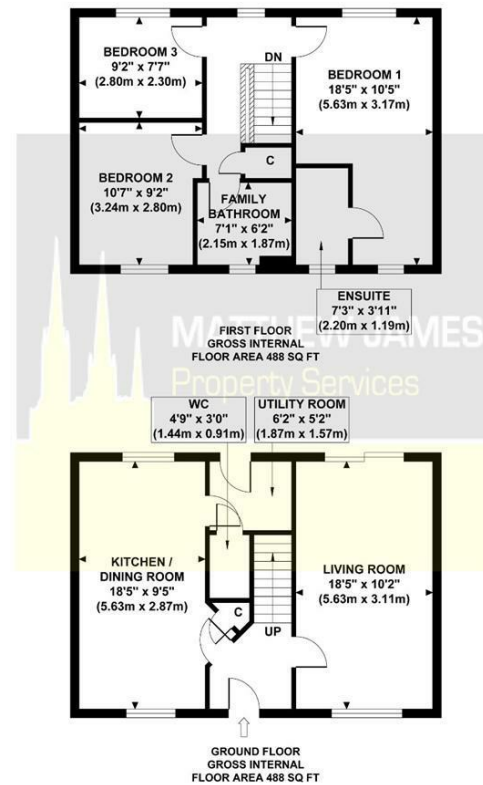 BEDROOM 3
9'2" x 7'7"
(2.80m x 2.30m)
DN
BEDROOM 1
18'5" x 10'5"
(5.63m x 3.17m)
BEDROOM 2
10'7" x 9'2"
(3.24m x 2.80m)
C
FAMILY
BATHROOM
7'1" x 6'2"
(2.15m x 1.87m)
ENSUITE
7'3" x 3'11"
(2.20m x 1.19m)
MATTHEW JAMES
Property Services
FIRST FLOOR
GROSS INTERNAL
FLOOR AREA 488 SQ FT
WC
4'9" x 3'0"
(1.44m x 0.91m)
UTILITY ROOM
6'2" x 5'2"
(1.87m x 1.57m)
KITCHEN /
DINING ROOM
18'5" x 9'5"
(5.63m x 2.87m)
LIVING ROOM
18'5" x 10'2"
(5.63m x 3.11m)
C
UP
GROUND FLOOR
GROSS INTERNAL
FLOOR AREA 488 SQ FT